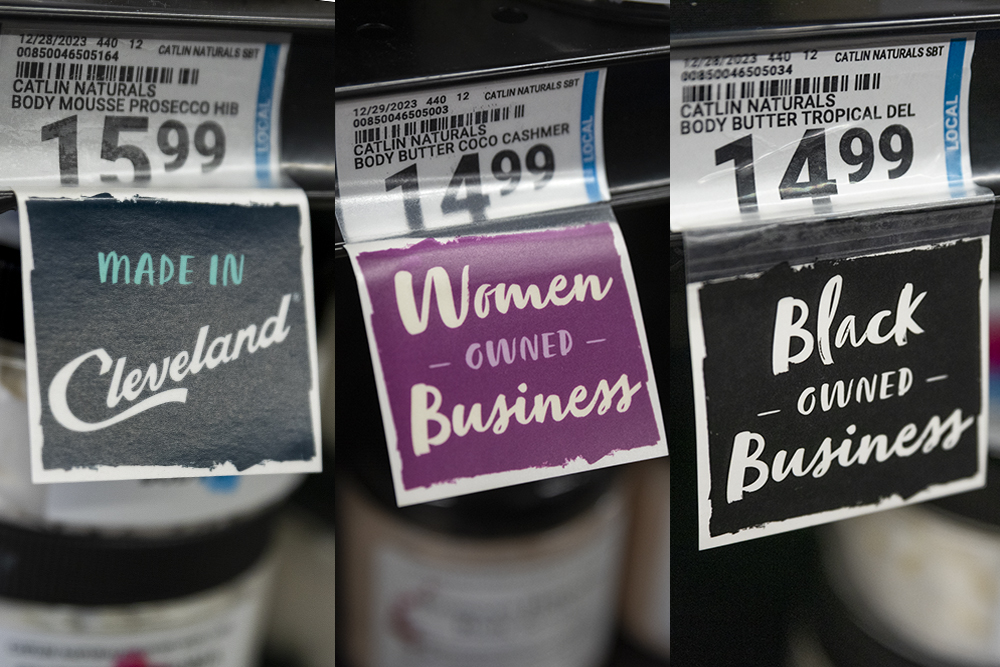 12/28/2023 440 12 CATLIN NATURALS SBT
00850046505164
CATLIN NATURALS
BODY MOUSSE PROSECCO HIB
15 99
LOCAL
MADE IN
Cleveland
12/29/2023 440 12 CATLIN NATURALS SBT
00850046505003
CATLIN NATURALS
BODY BUTTER COCO CASHMER
14 99
LOCAL
Women
– OWNED –
Business
12/28/2023 440 12 CATLIN NATURALS SBT
00850046505034
CATLIN NATURALS
BODY BUTTER TROPICAL DEL
14 99
LOCAL
Black
– OWNED –
Business